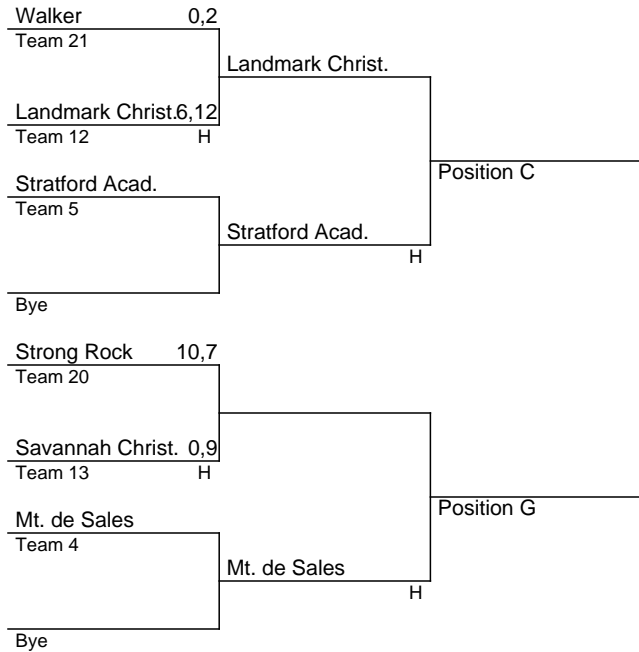 Walker 0,2
Team 21
Landmark Christ.
Landmark Christ. 6,12
Team 12 H
Position C
Stratford Acad.
Team 5
Stratford Acad.
H
Bye
Strong Rock 10,7
Team 20
Savannah Christ. 0,9
Team 13 H
Position G
Mt. de Sales
Team 4
Mt. de Sales
H
Bye